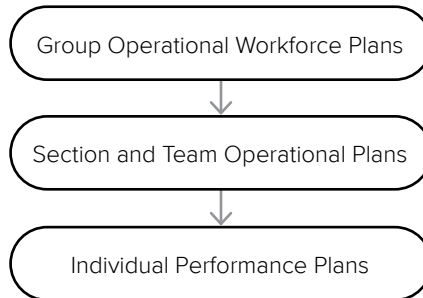 Group Operational Workforce Plans
Section and Team Operational Plans
Individual Performance Plans